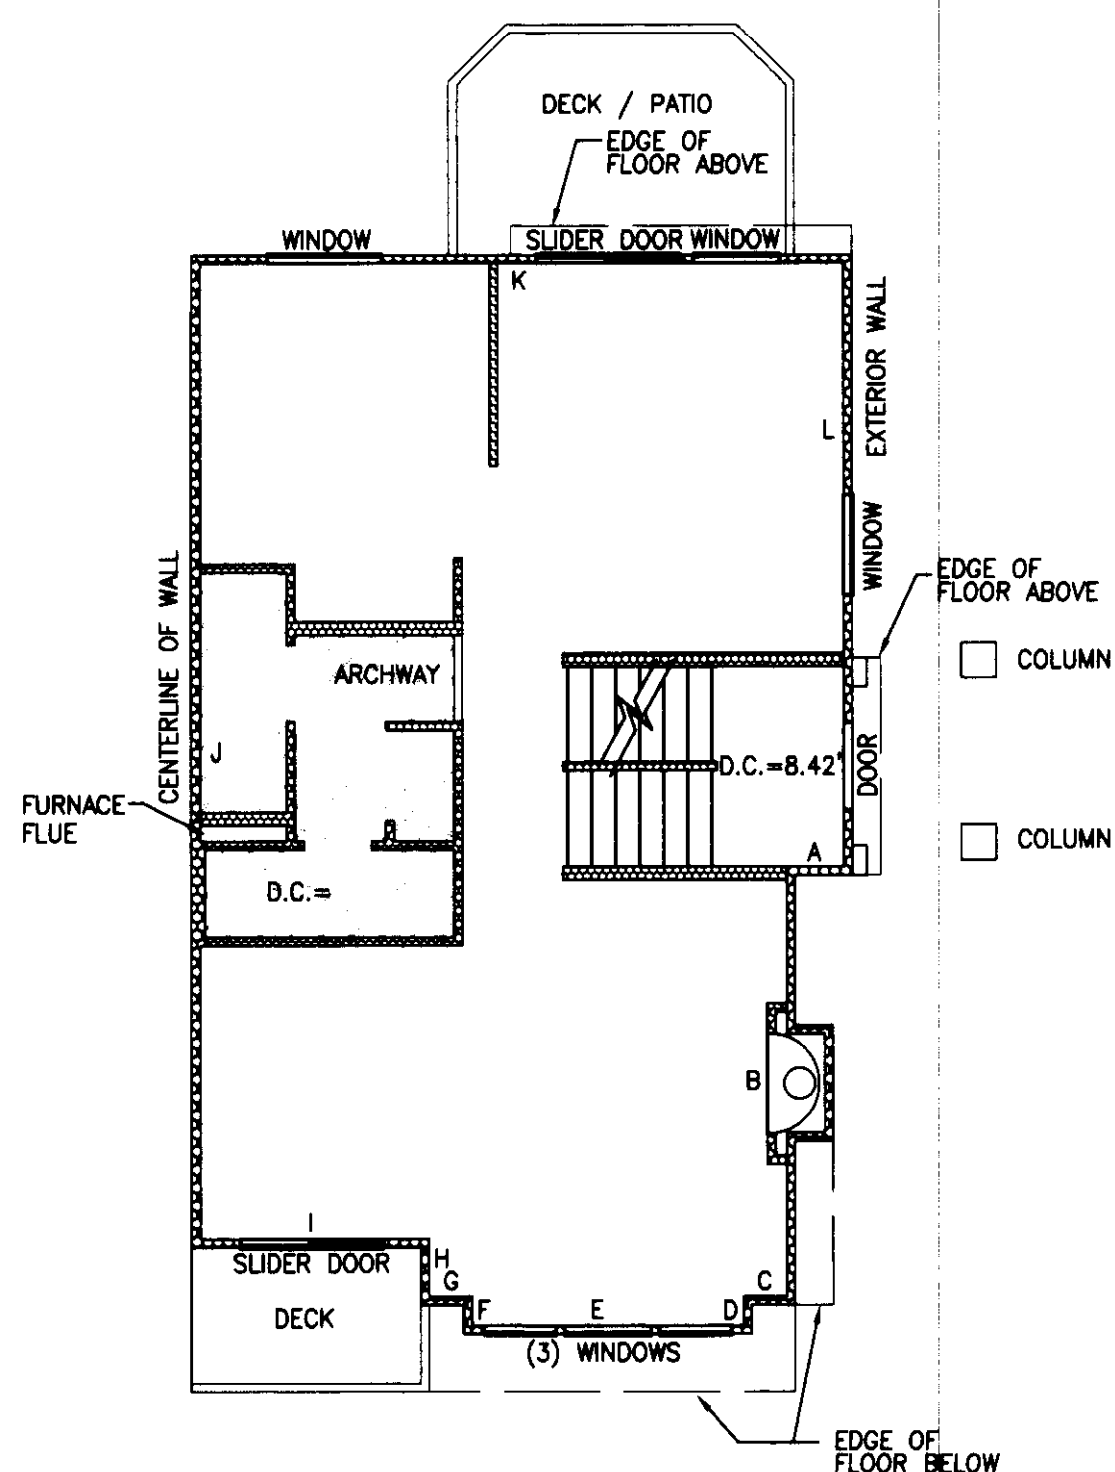 DECK / PATIO
EDGE OF
FLOOR ABOVE
WINDOW
SLIDER DOOR
WINDOW
K
EXTERIOR WALL
L
WINDOW
EDGE OF
FLOOR ABOVE
CENTERLINE OF WALL
COLUMN
ARCHWAY
J
D.C.=8.42'
DOOR
FURNACE
FLUE
COLUMN
A
D.C.=
B
I
H
SLIDER DOOR
G
C
F
E
D
DECK
(3) WINDOWS
EDGE OF
FLOOR BELOW